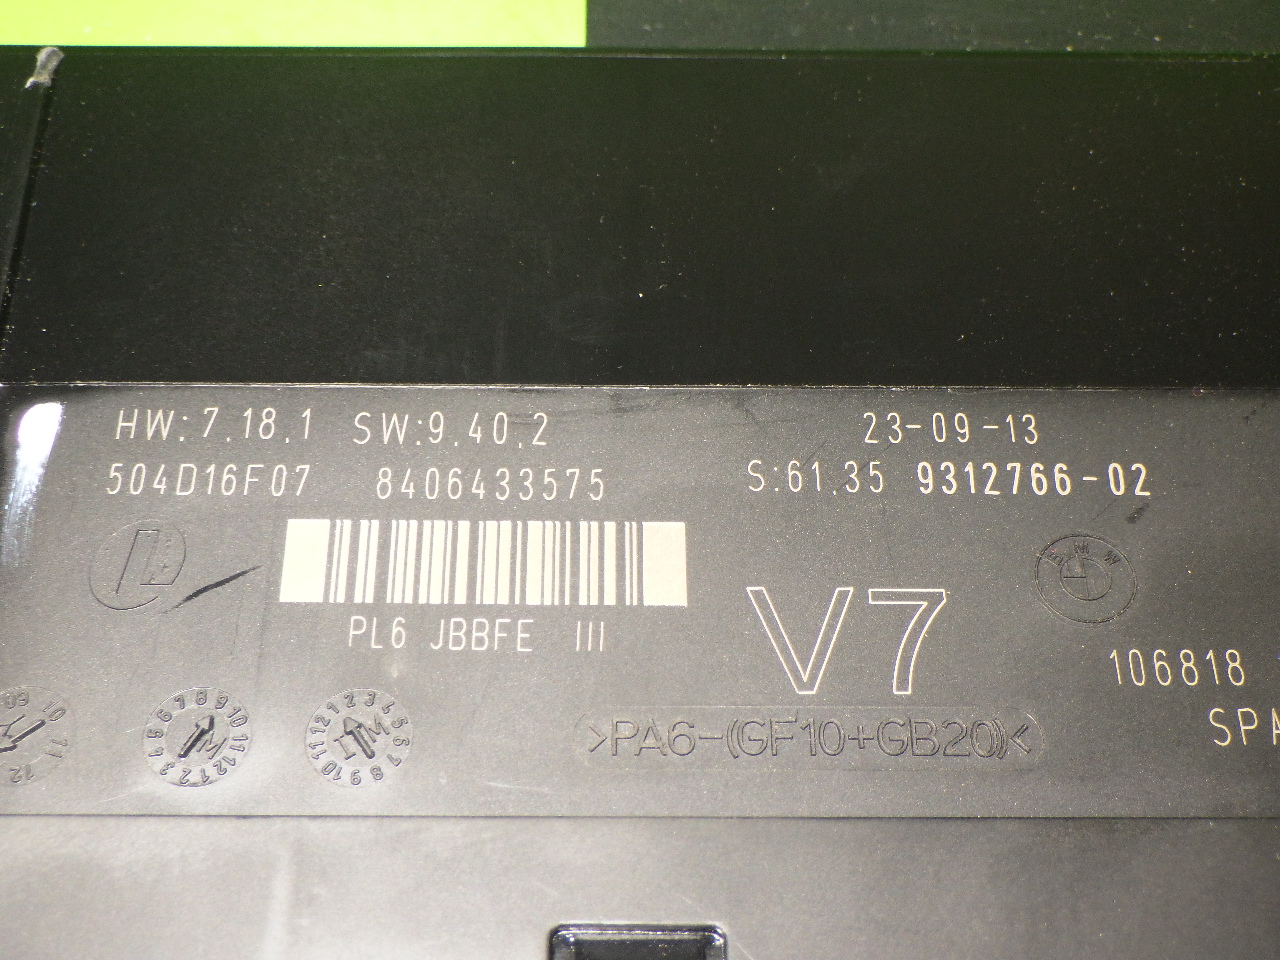 HW:7.18.1 SW:9.40.2 23-09-13
504D16F07 8406433575 S:61.35 9312766-02
BMW
PL6 JBBFE III V7
106818
SPA
>PA6-(GF10+GB20)<